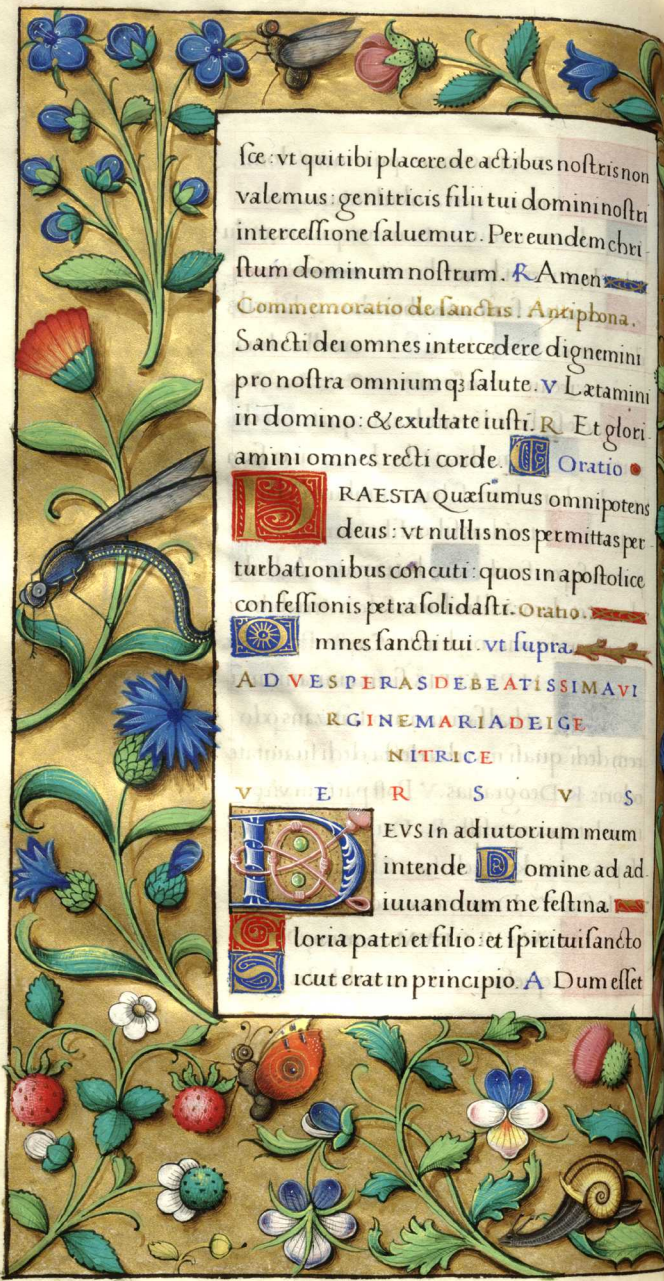 sce: vt qui tibi placere de actibus nostris non
valemus: genitricis filii tui domini nostri
intercessione saluemur. Per eundem chri
stum dominum nostrum. R Amen
Commemoratio de sanctis. Antiphona.
Sancti dei omnes intercedere dignemini
pro nostra omniumqꝫ salute. V Lætamini
in domino: & exultate iusti. R Et glori
amini omnes recti corde. C Oratio
PRAESTA Quæsumus omnipotens
deus: vt nullis nos permittas per
turbationibus concuti: quos in apostolice
confessionis petra solidasti. Oratio.
Omnes sancti tui. vt supra.
AD VESPERAS DE BEATISSIMA VI
RGINE MARIA DEI GE
NITRICE
VERSVS
DEVS In adiutorium meum
intende Domine ad ad
iuuandum me festina
Gloria patri et filio: et spiritui sancto
Sicut erat in principio. A Dum esset